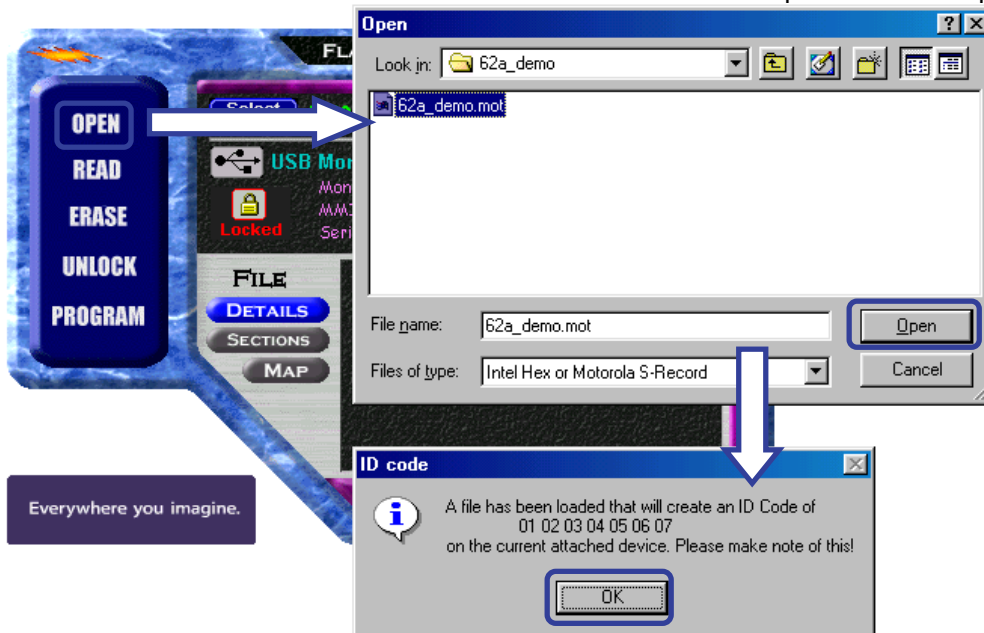 Open
FL
Look in: 62a_demo
62a_demo.mot
OPEN
READ
ERASE
UNLOCK
PROGRAM
Select
USB Mon
Mon
Locked
Seri
FILE
DETAILS
SECTIONS
MAP
File name: 62a_demo.mot Open
Files of type: Intel Hex or Motorola S-Record Cancel
Everywhere you imagine.
ID code
A file has been loaded that will create an ID Code of
01 02 03 04 05 06 07
on the current attached device. Please make note of this!
OK